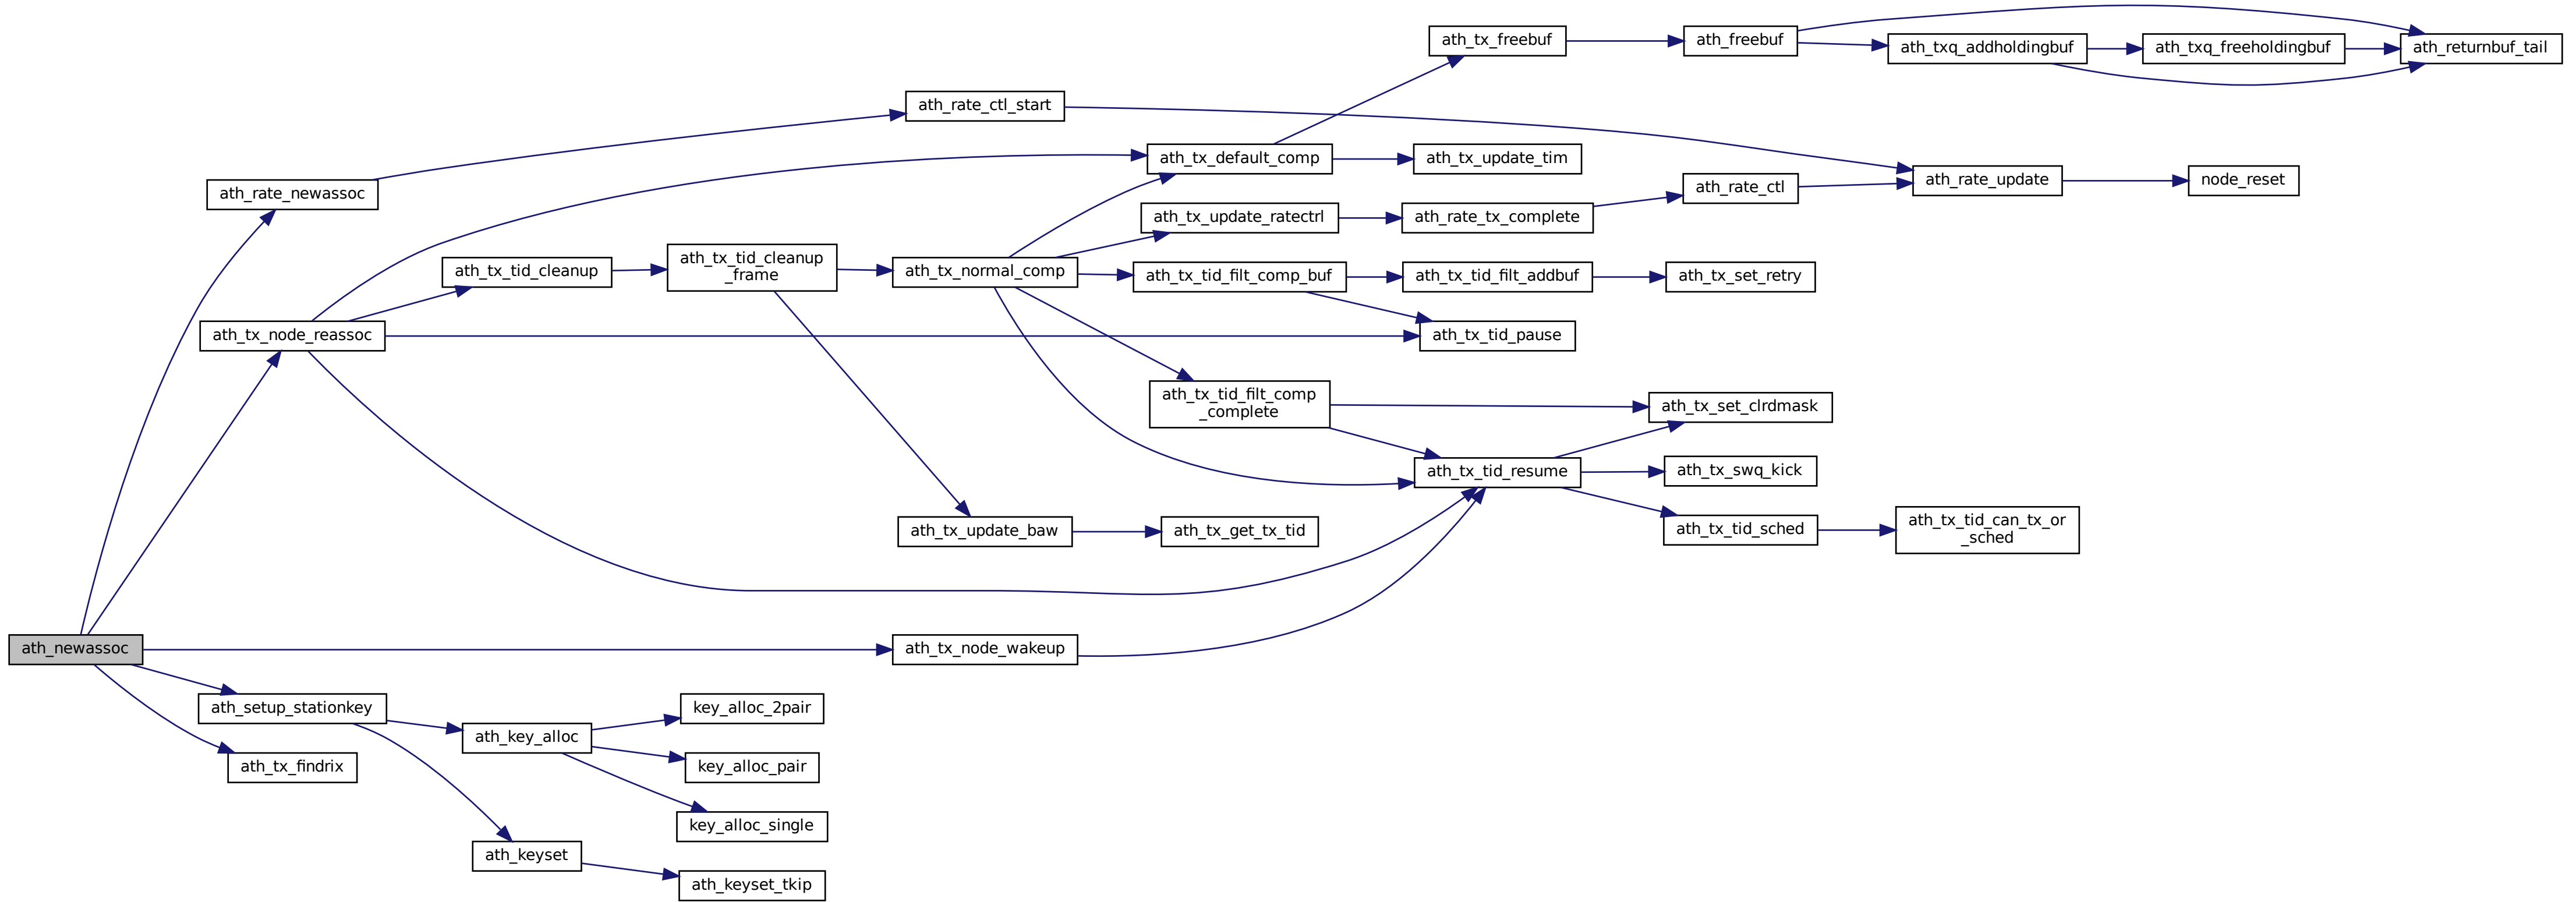 ath_tx_freebuf
ath_freebuf
ath_txq_addholdingbuf
ath_txq_freeholdingbuf
ath_returnbuf_tail
ath_rate_ctl_start
ath_tx_default_comp
ath_tx_update_tim
ath_rate_newassoc
ath_rate_ctl
ath_rate_update
node_reset
ath_tx_update_ratectrl
ath_rate_tx_complete
ath_tx_tid_cleanup
ath_tx_tid_cleanup
_frame
ath_tx_normal_comp
ath_tx_tid_filt_comp_buf
ath_tx_tid_filt_addbuf
ath_tx_set_retry
ath_tx_node_reassoc
ath_tx_tid_pause
ath_tx_tid_filt_comp
_complete
ath_tx_set_clrdmask
ath_tx_tid_resume
ath_tx_swq_kick
ath_tx_update_baw
ath_tx_get_tx_tid
ath_tx_tid_sched
ath_tx_tid_can_tx_or
_sched
ath_newassoc
ath_tx_node_wakeup
ath_setup_stationkey
key_alloc_2pair
ath_key_alloc
ath_tx_findrix
key_alloc_pair
key_alloc_single
ath_keyset
ath_keyset_tkip